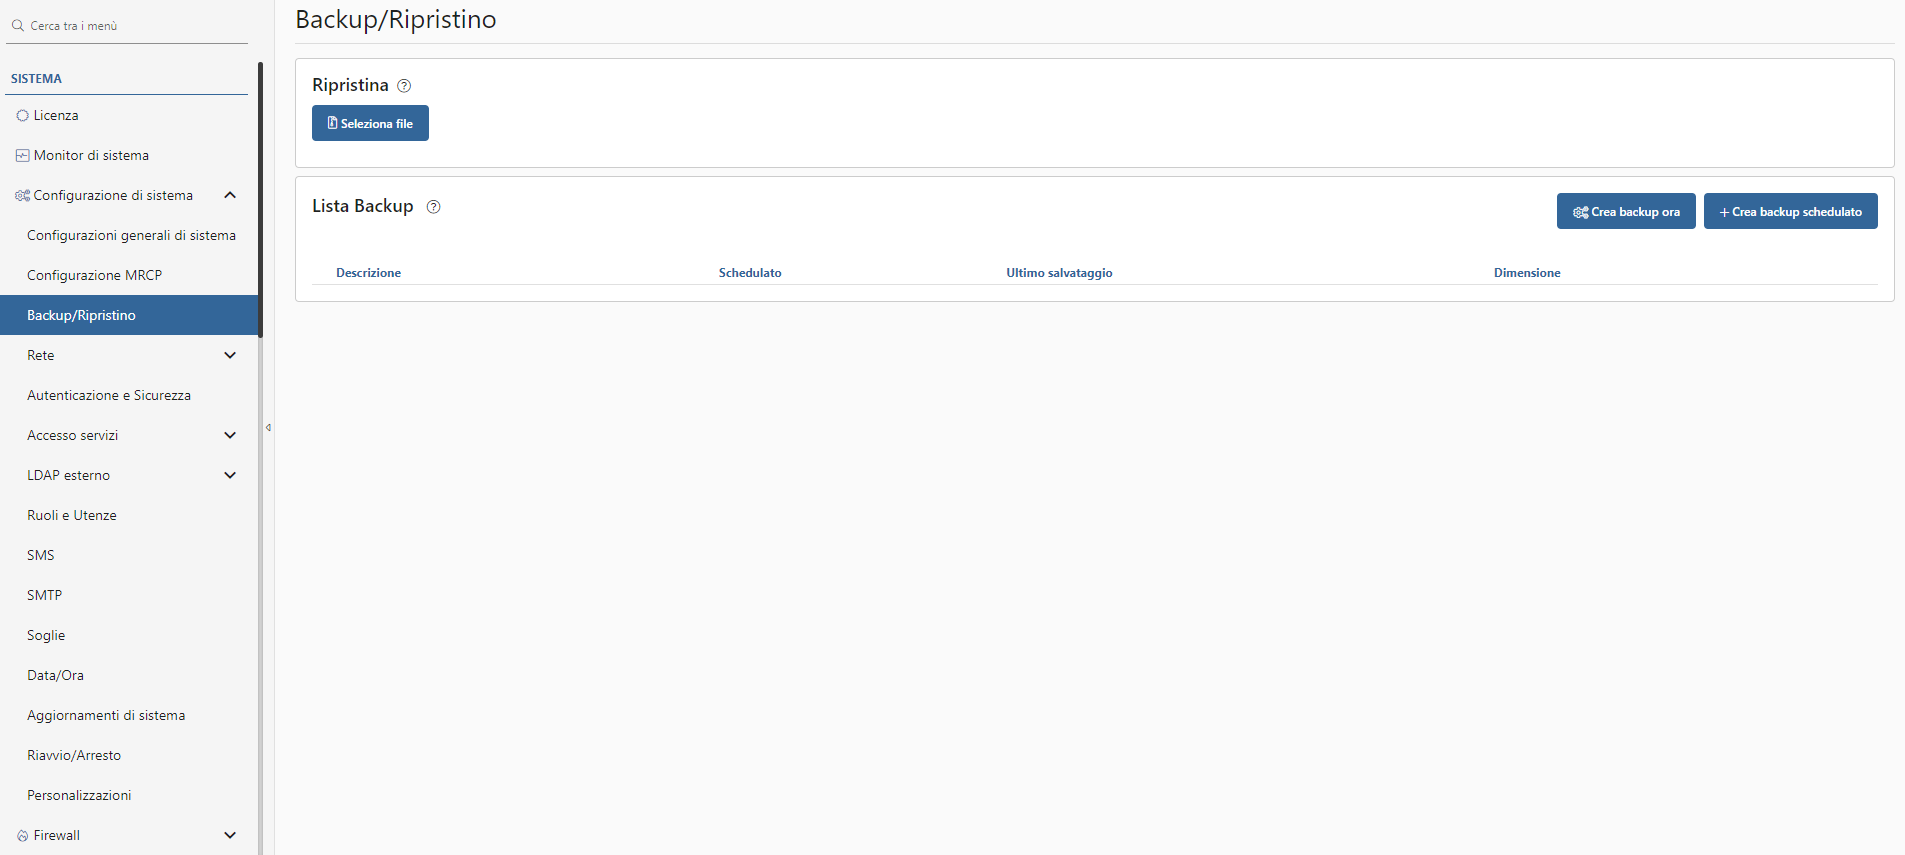 Cerca tra i menù
SISTEMA
Licenza
Monitor di sistema
Configurazione di sistema
Configurazioni generali di sistema
Configurazione MRCP
Backup/Ripristino
Rete
Autenticazione e Sicurezza
Accesso servizi
LDAP esterno
Ruoli e Utenze
SMS
SMTP
Soglie
Data/Ora
Aggiornamenti di sistema
Riavvio/Arresto
Personalizzazioni
Firewall
Backup/Ripristino
Ripristina
Seleziona file
Lista Backup
Crea backup ora
+ Crea backup schedulato
Descrizione Schedulato Ultimo salvataggio Dimensione